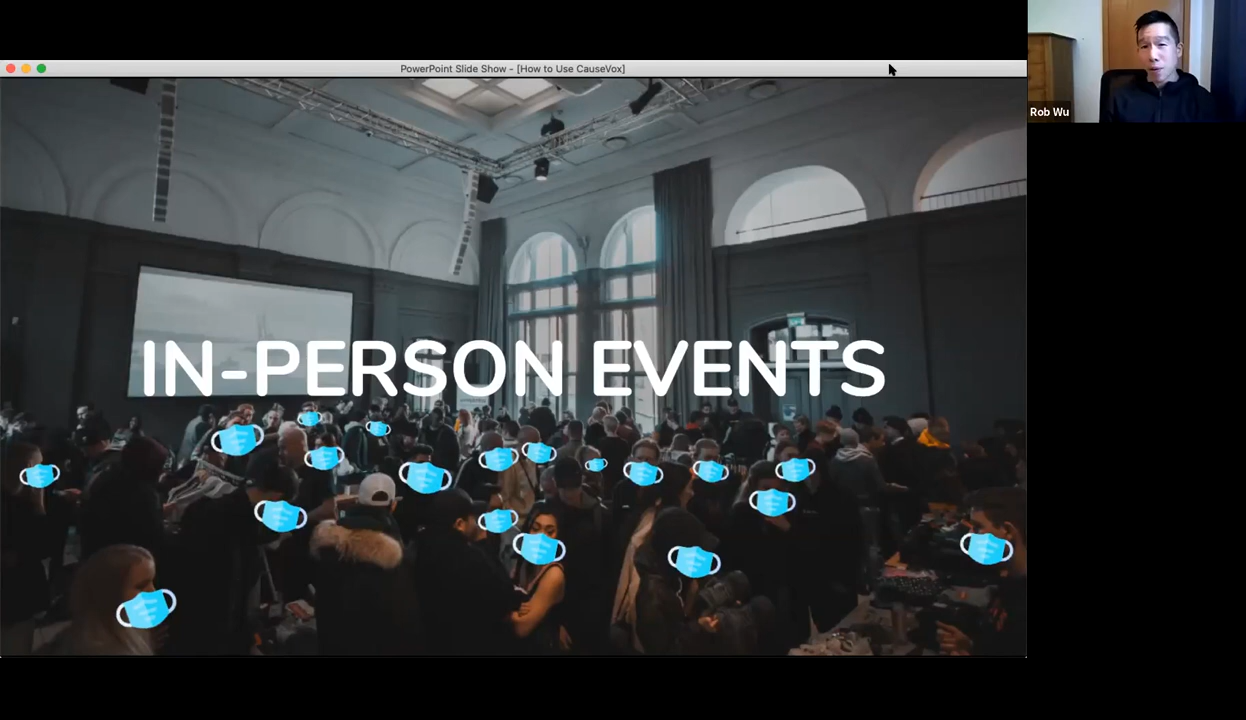 PowerPoint Slide Show - [How to Use CauseVox]
Rob Wu
IN-PERSON EVENTS